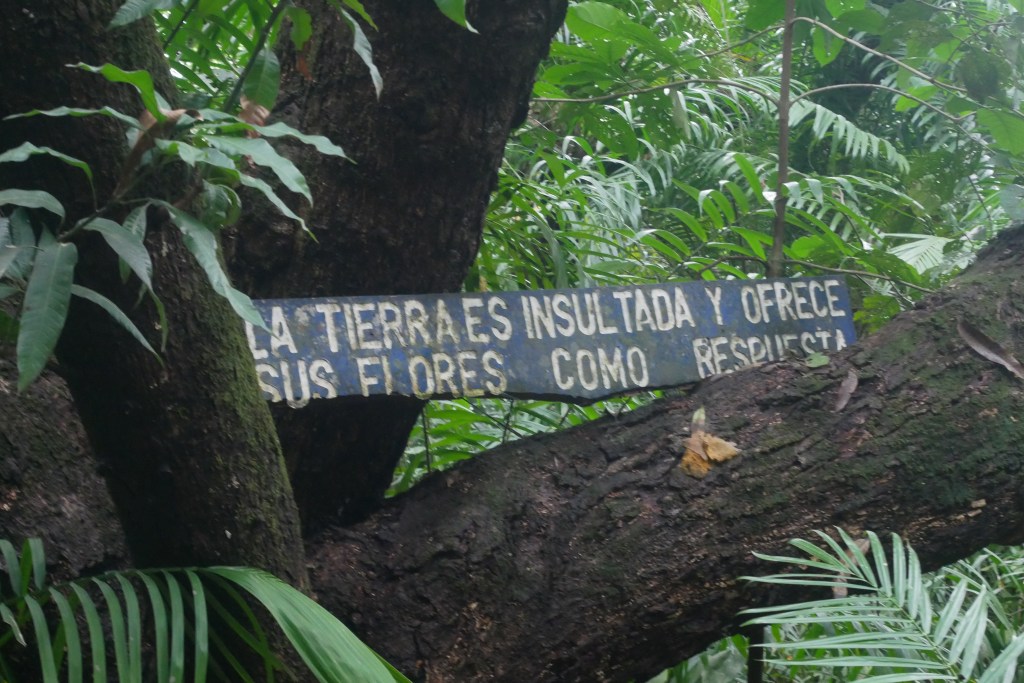 LA TIERRA ES INSULTADA Y OFRECE
SUS FLORES COMO RESPUESTA